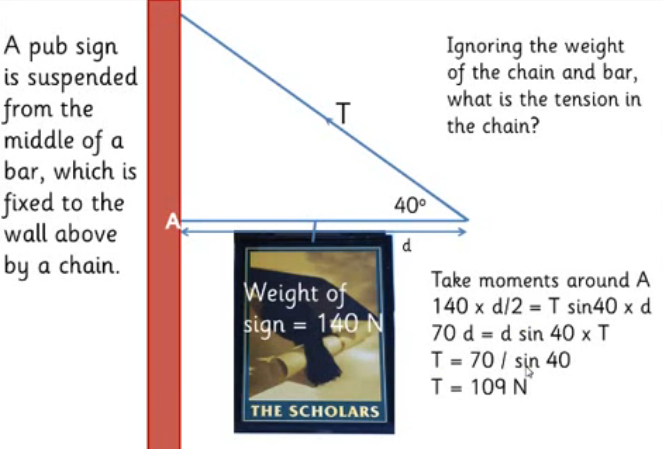 A pub sign
is suspended
from the
middle of a
bar, which is
fixed to the
wall above
by a chain.
Ignoring the weight
of the chain and bar,
what is the tension in
the chain?
T
40°
A
d
Weight of
sign = 140 N
THE SCHOLARS
Take moments around A
140 x d/2 = T sin40 x d
70 d = d sin 40 x T
T = 70 / sin 40
T = 109 N